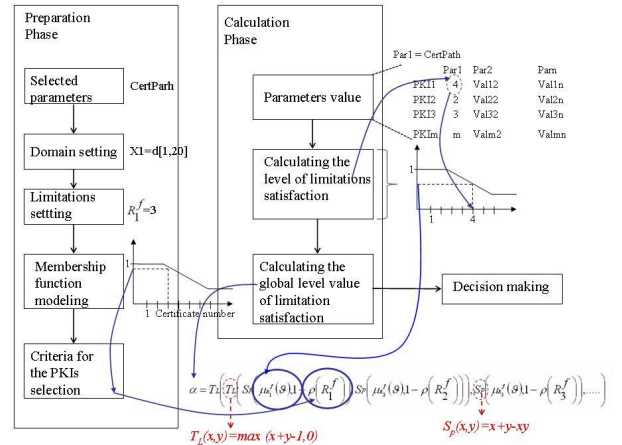 Preparation
Phase
Selected
parameters
CertParh
Domain setting
X1=d[1,20]
Limitations
settting
R₁ᶠ=3
Membership
function
modeling
1
1
Certificate number
Criteria for
the PKIs
selection
Calculation
Phase
Parameters value
Calculating the
level of limitations
satisfaction
Calculating the
global level value
of limitation
satisfaction
Decision making
Par1 = CertPath
Par1 Par2 Parn
PKI1 4 Val12 Val1n
PKI2 2 Val22 Val2n
PKI3 3 Val32 Val3n
PKIm m Valm2 Valmn
1
1 4
T_L(x,y)=max (x+y-1,0)
S_p(x,y)=x+y-xy